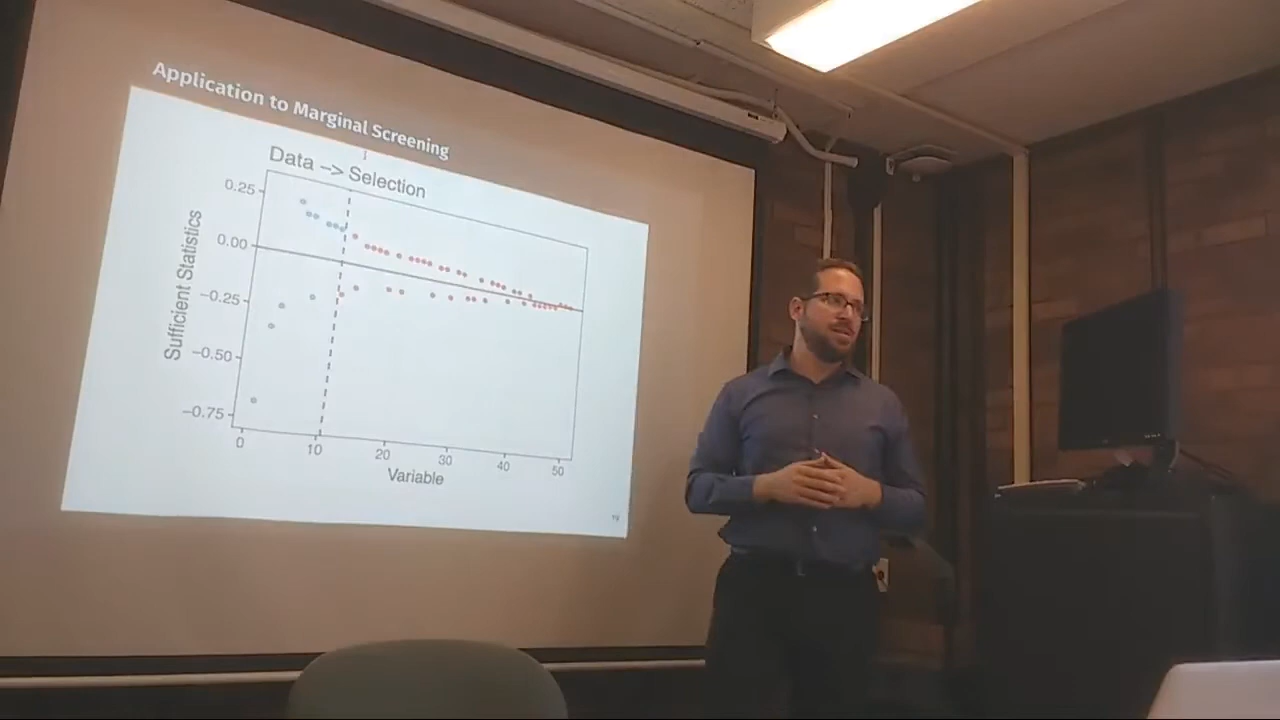 Application to Marginal Screening
Data -> Selection
0.25
0.00
-0.25
-0.50
-0.75
Sufficient Statistics
0
10
20
30
40
50
Variable